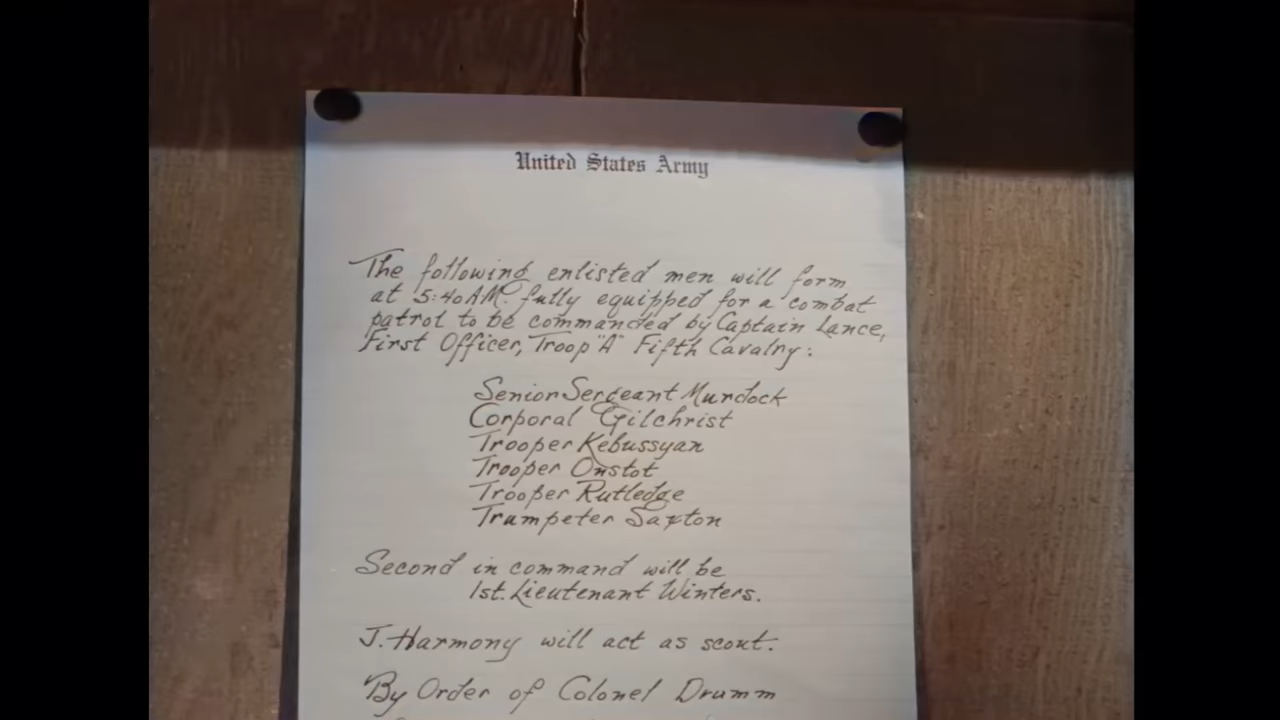 United States Army
The following enlisted men will form
at 5:40 A.M. fully equipped for a combat
patrol to be commanded by Captain Lance,
First Officer, Troop "A" Fifth Cavalry:
Senior Sergeant Murdock
Corporal Gilchrist
Trooper Kebussyan
Trooper Onstot
Trooper Rutledge
Trumpeter Saxton
Second in command will be
1st. Lieutenant Winters.
J. Harmony will act as scout.
By Order of Colonel Drumm